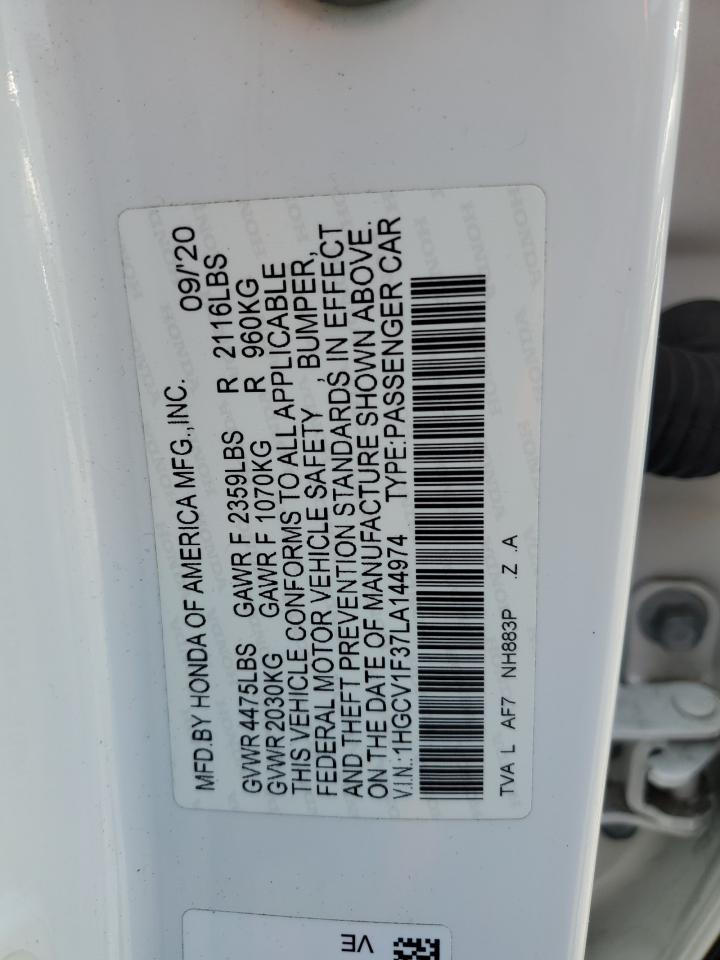 MFD.BY HONDA OF AMERICA MFG.,INC. 09/'20
GVWR 4475LBS GAWR F 2359LBS R 2116LBS
GVWR 2030KG GAWR F 1070KG R 960KG
THIS VEHICLE CONFORMS TO ALL APPLICABLE
FEDERAL MOTOR VEHICLE SAFETY , BUMPER,
AND THEFT PREVENTION STANDARDS IN EFFECT
ON THE DATE OF MANUFACTURE SHOWN ABOVE.
V.I.N.:1HGCV1F37LA144974 TYPE:PASSENGER CAR
TVA L AF7 NH883P .Z .A
VE